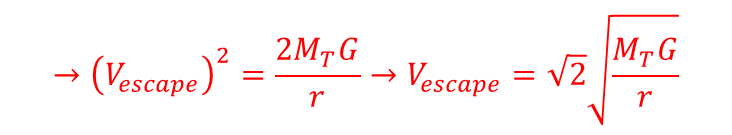 → (V_escape)^2 = 2M_T G / r → V_escape = √2 √(M_T G / r)